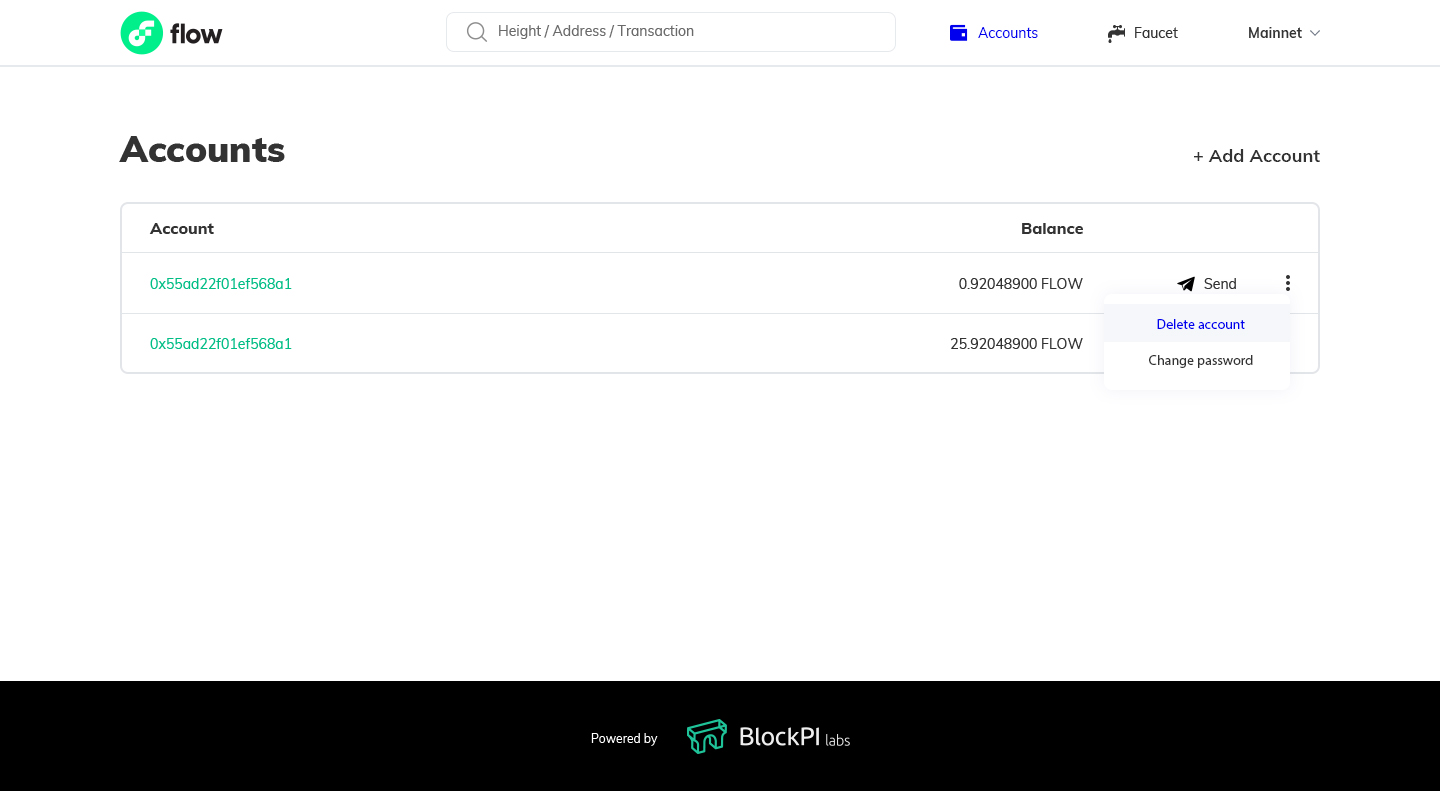 flow
Height / Address / Transaction
Accounts
Faucet
Mainnet
Accounts
+ Add Account
Account
Balance
0x55ad22f01ef568a1
0.92048900 FLOW
Send
Delete account
0x55ad22f01ef568a1
25.92048900 FLOW
Change password
Powered by
BlockPI labs